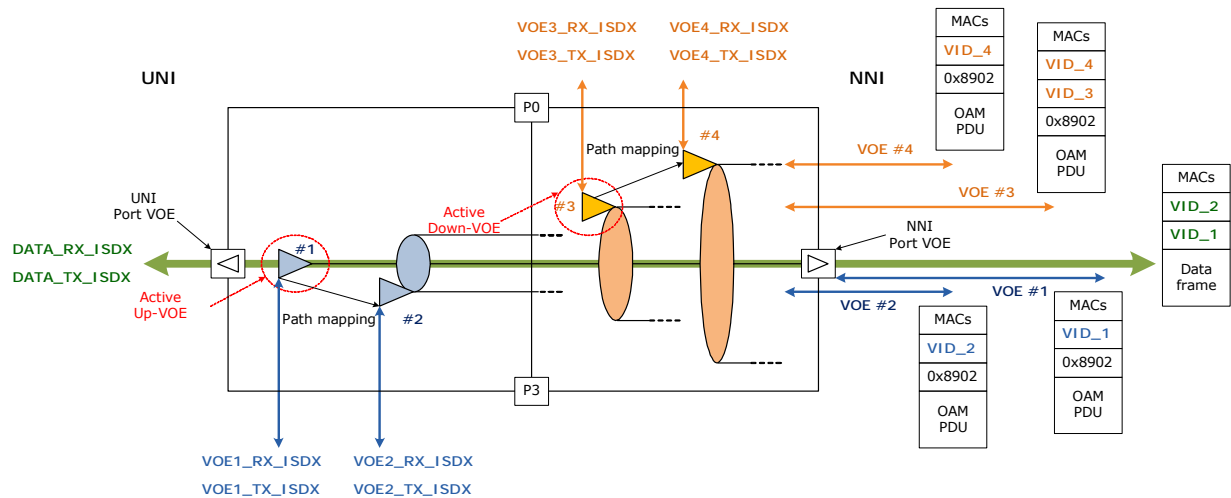 VOE3_RX_ISDX
VOE3_TX_ISDX
VOE4_RX_ISDX
VOE4_TX_ISDX
MACs
VID_4
0x8902
OAM
PDU
MACs
VID_4
VID_3
0x8902
OAM
PDU
UNI
NNI
P0
#4
Path mapping
VOE #4
#3
VOE #3
Active
Down-VOE
UNI
Port VOE
NNI
Port VOE
MACs
VID_2
VID_1
Data
frame
DATA_RX_ISDX
DATA_TX_ISDX
#1
Active
Up-VOE
Path mapping
#2
VOE #2
VOE #1
MACs
VID_2
0x8902
OAM
PDU
MACs
VID_1
0x8902
OAM
PDU
P3
VOE1_RX_ISDX
VOE1_TX_ISDX
VOE2_RX_ISDX
VOE2_TX_ISDX